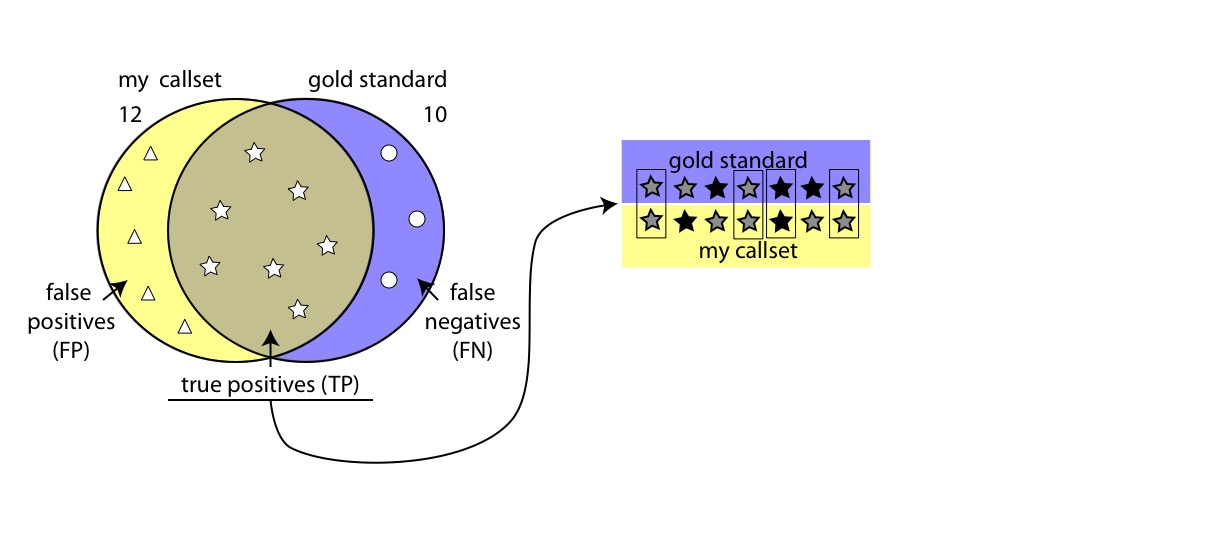 my callset
gold standard
12
10
false
positives
(FP)
false
negatives
(FN)
true positives (TP)
gold standard
my callset